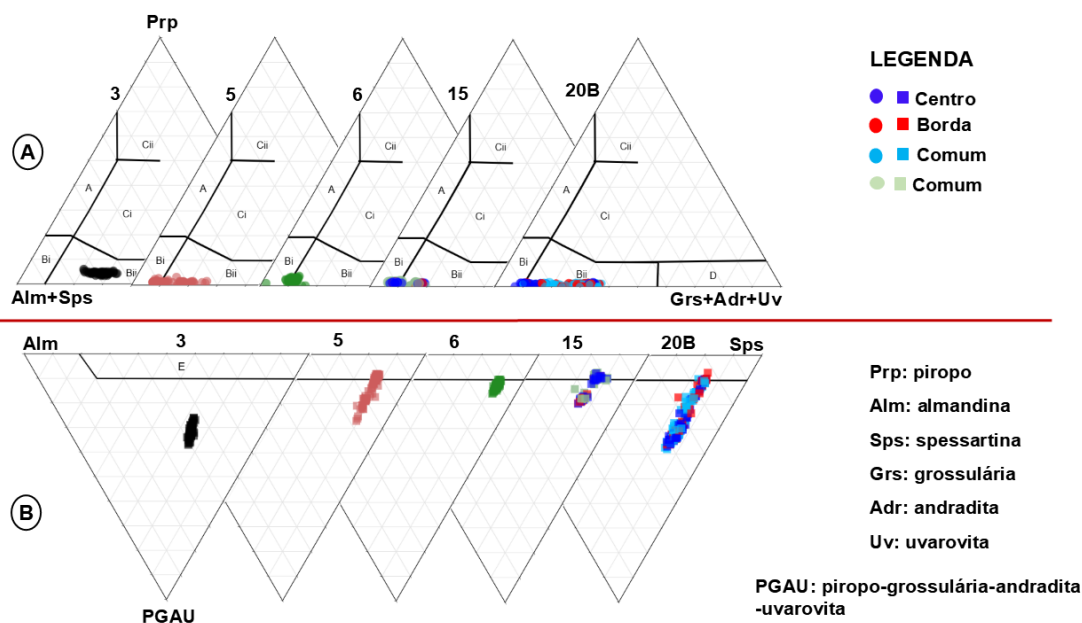 Prp
3
5
6
15
20B
A
Cii
Cii
Cii
Cii
Cii
A
A
A
A
A
Ci
Ci
Ci
Ci
Ci
Bi
Bii
Bi
Bii
Bi
Bii
Bi
Bii
Bi
Bii
D
Alm+Sps
Grs+Adr+Uv
LEGENDA
Centro
Borda
Comum
Comum
Alm
3
5
6
15
20B
Sps
E
B
PGAU
Prp: piropo
Alm: almandina
Sps: spessartina
Grs: grossulária
Adr: andradita
Uv: uvarovita
PGAU: piropo-grossulária-andradita
-uvarovita